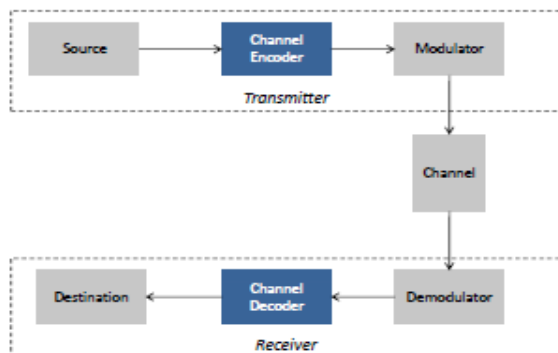 Source
Channel
Encoder
Modulator
Transmitter
Channel
Destination
Channel
Decoder
Demodulator
Receiver